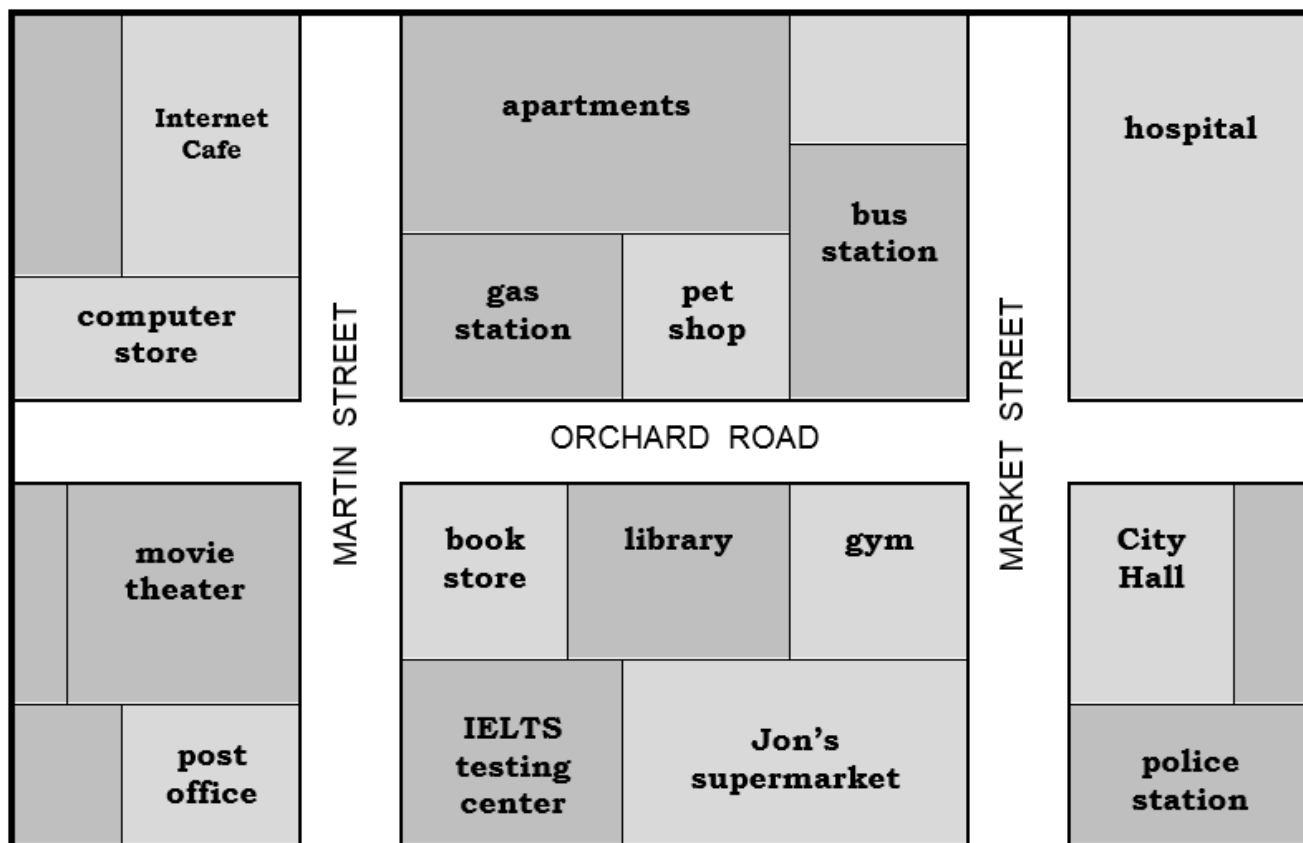 Internet
Cafe
apartments
hospital
bus
station
computer
store
gas
station
pet
shop
MARTIN STREET
MARKET STREET
ORCHARD ROAD
movie
theater
book
store
library
gym
City
Hall
post
office
IELTS
testing
center
Jon's
supermarket
police
station